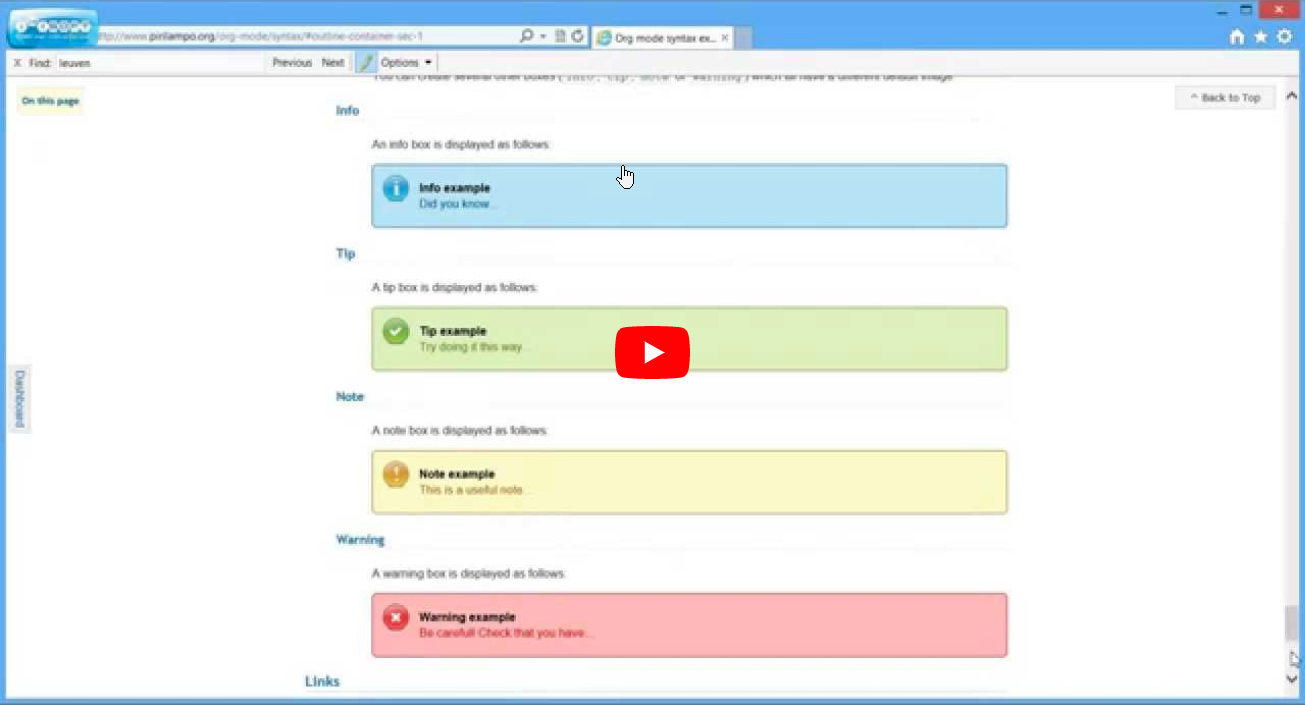 http://www.pirilampo.org/org-mode/syntax/#outline-container-sec-1
Org mode syntax ex...
X Find: leuven Previous Next Options
You can create several other boxes (info, tip, note or warning) which all have a different default image.
On this page
^ Back to Top
Info
An info box is displayed as follows:
Info example
Did you know...
Tip
A tip box is displayed as follows:
Tip example
Try doing it this way...
Dashboard
Note
A note box is displayed as follows:
Note example
This is a useful note...
Warning
A warning box is displayed as follows:
Warning example
Be careful! Check that you have...
Links